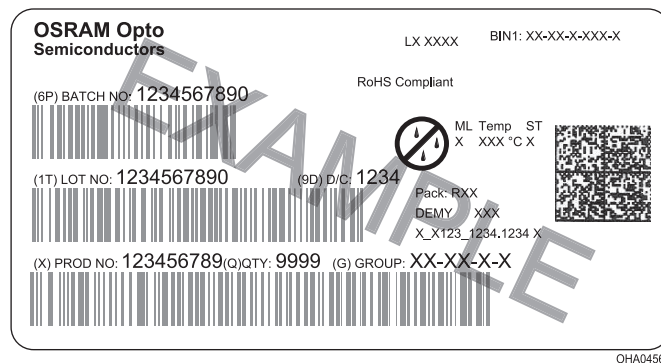 OSRAM Opto
Semiconductors
LX XXXX
BIN1: XX-XX-X-XXX-X
RoHS Compliant
(6P) BATCH NO: 1234567890
ML Temp ST
X XXX °C X
(1T) LOT NO: 1234567890 (9D) D/C: 1234
Pack: RXX
DEMY XXX
X_X123_1234.1234 X
(X) PROD NO: 123456789(Q)QTY: 9999 (G) GROUP: XX-XX-X-X
EXAMPLE